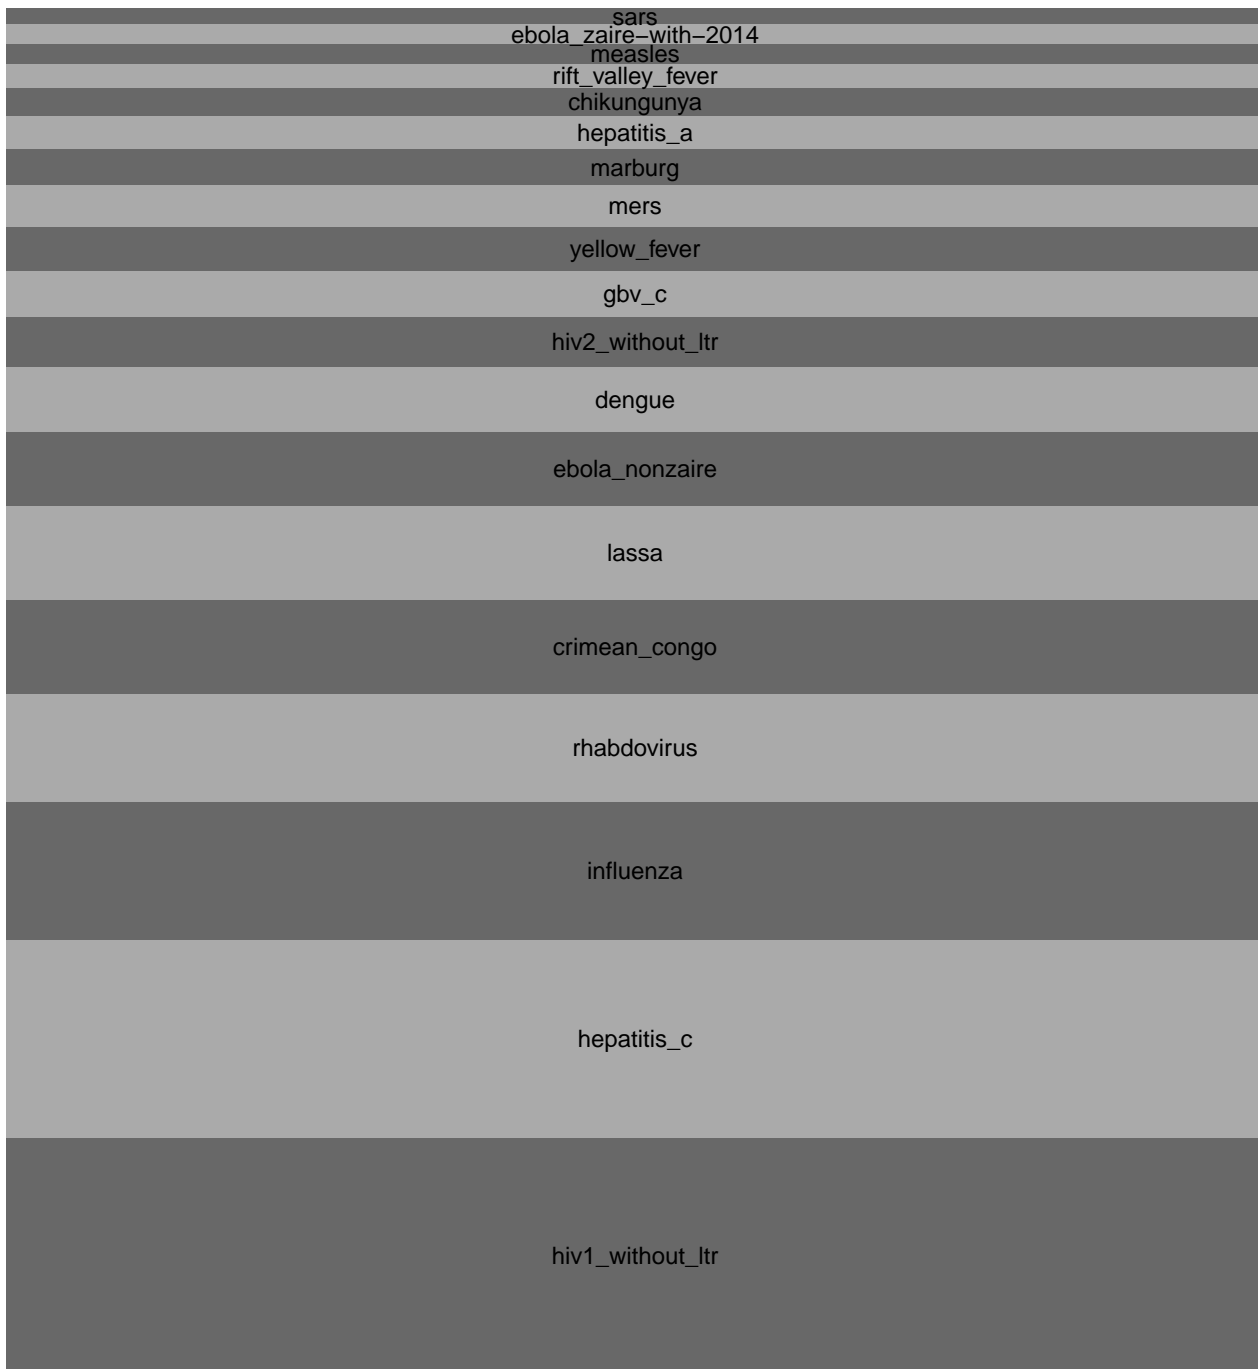 sars
ebola_zaire−with−2014
measles
rift_valley_fever
chikungunya
hepatitis_a
marburg
mers
yellow_fever
gbv_c
hiv2_without_ltr
dengue
ebola_nonzaire
lassa
crimean_congo
rhabdovirus
influenza
hepatitis_c
hiv1_without_ltr